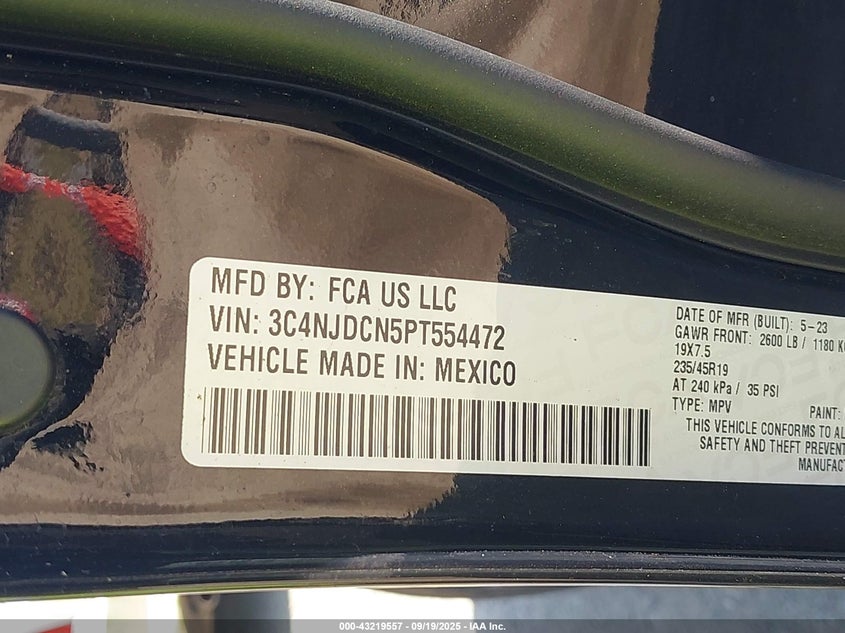 MFD BY: FCA US LLC
VIN: 3C4NJDCN5PT554472
VEHICLE MADE IN: MEXICO
DATE OF MFR (BUILT): 5-23
GAWR FRONT: 2600 LB / 1180 K
19X7.5
235/45R19
AT 240 kPa / 35 PSI
TYPE: MPV
PAINT:
THIS VEHICLE CONFORMS TO AL
SAFETY AND THEFT PREVENT
MANUFACT
000-43219557 - 09/19/2025 - IAA Inc.